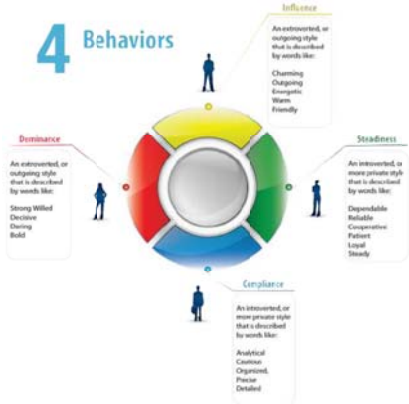 4 Behaviors
Influence
An extroverted, or
outgoing style
that is described
by words like:
Charming
Outgoing
Energetic
Warm
Friendly
Dominance
An extroverted, or
outgoing style
that is described
by words like:
Strong Willed
Decisive
Daring
Bold
Steadiness
An introverted, or
more private style
that is described
by words like:
Dependable
Reliable
Cooperative
Patient
Loyal
Steady
Compliance
An introverted, or
more private style
that is described
by words like:
Analytical
Cautious
Organized,
Precise
Detailed